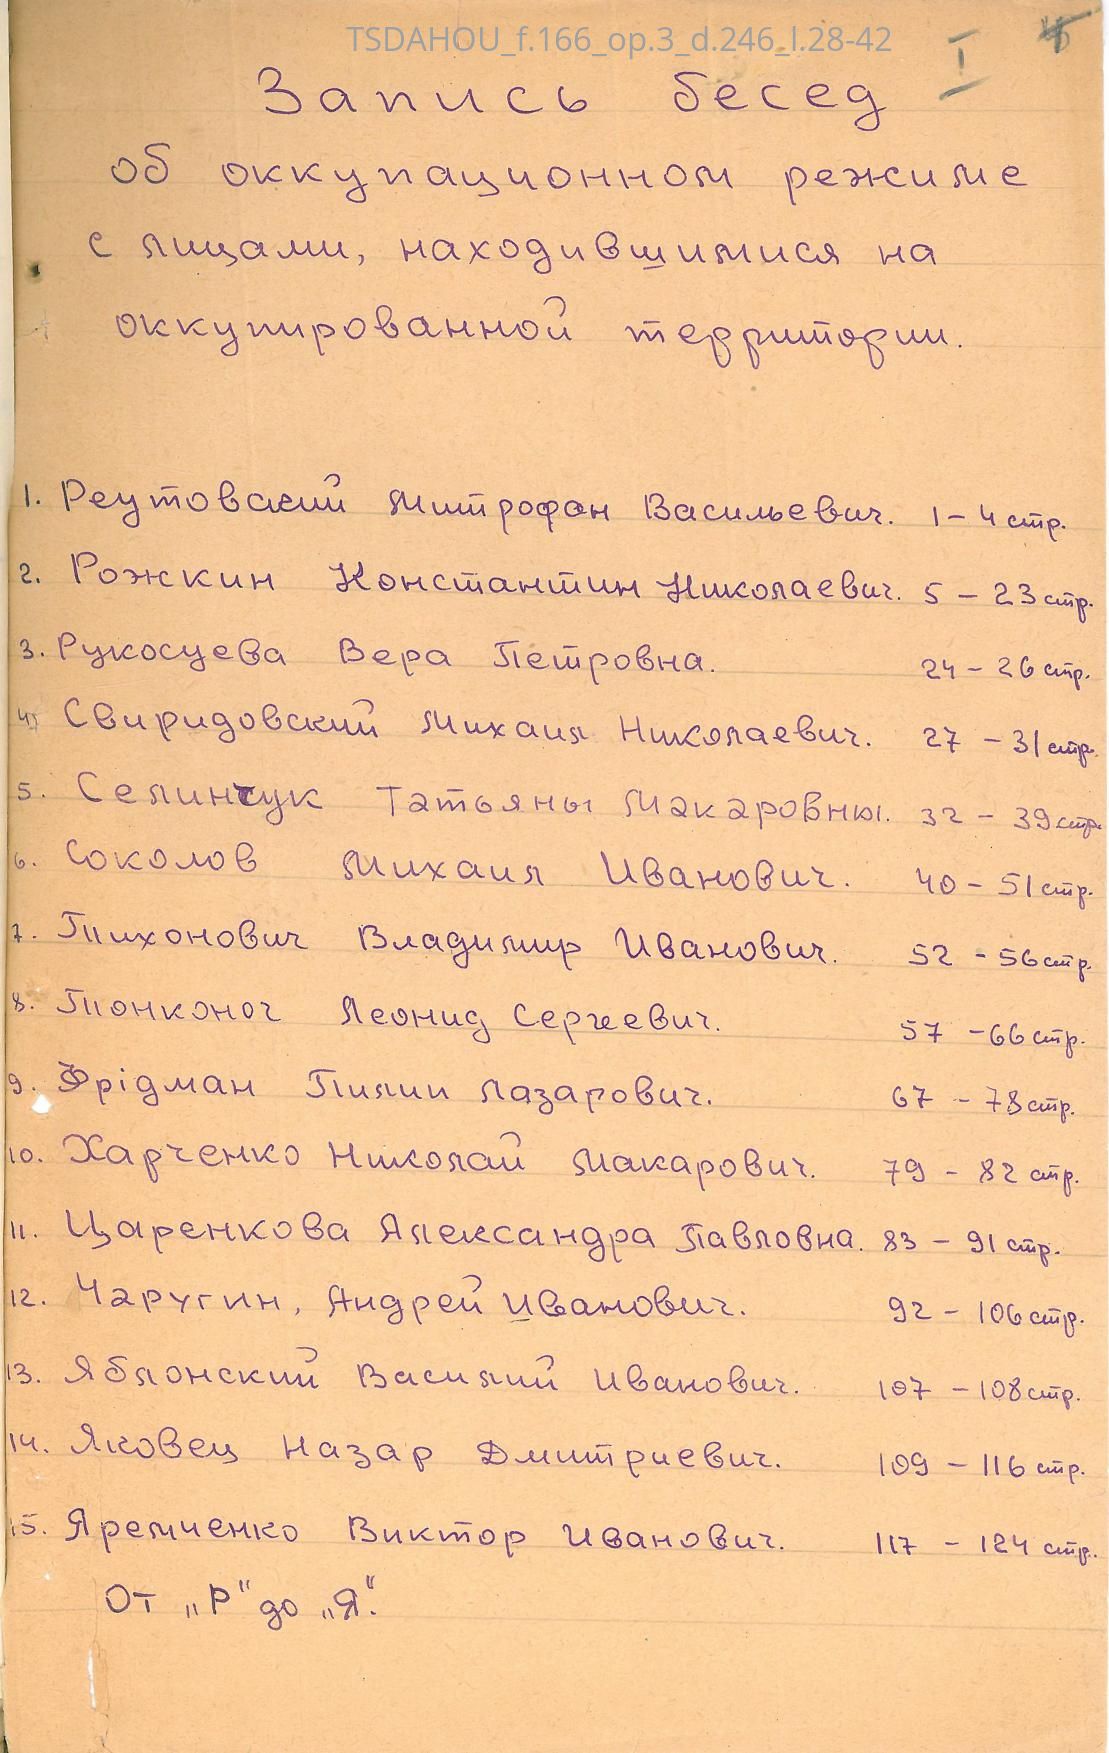 TSDAHOU_f.166_op.3_d.246_l.28-42
I
Запись бесед
об оккупационном режиме
с лицами, находившимися на
оккупированной территории.
1. Реутовский Митрофан Васильевич. 1 – 4 стр.
2. Рожкин Константин Николаевич. 5 – 23 стр.
3. Рукосуева Вера Петровна. 24 – 26 стр.
4. Свиридовский Михаил Николаевич. 27 – 31 стр.
5. Селинчук Татьяны Макаровны. 32 – 39 стр.
6. Соколов Михаил Иванович. 40 – 51 стр.
7. Тихонович Владимир Иванович. 52 – 56 стр.
8. Тонконог Леонид Сергеевич. 57 – 66 стр.
9. Фрідман Пилип Лазарович. 67 – 78 стр.
10. Харченко Николай Макарович. 79 – 82 стр.
11. Царенкова Александра Павловна. 83 – 91 стр.
12. Чаругин, Андрей Иванович. 92 – 106 стр.
13. Яблонский Василий Иванович. 107 – 108 стр.
14. Яковец Назар Дмитриевич. 109 – 116 стр.
15. Яремченко Виктор Иванович. 117 – 124 стр.
От „Р" до „Я".